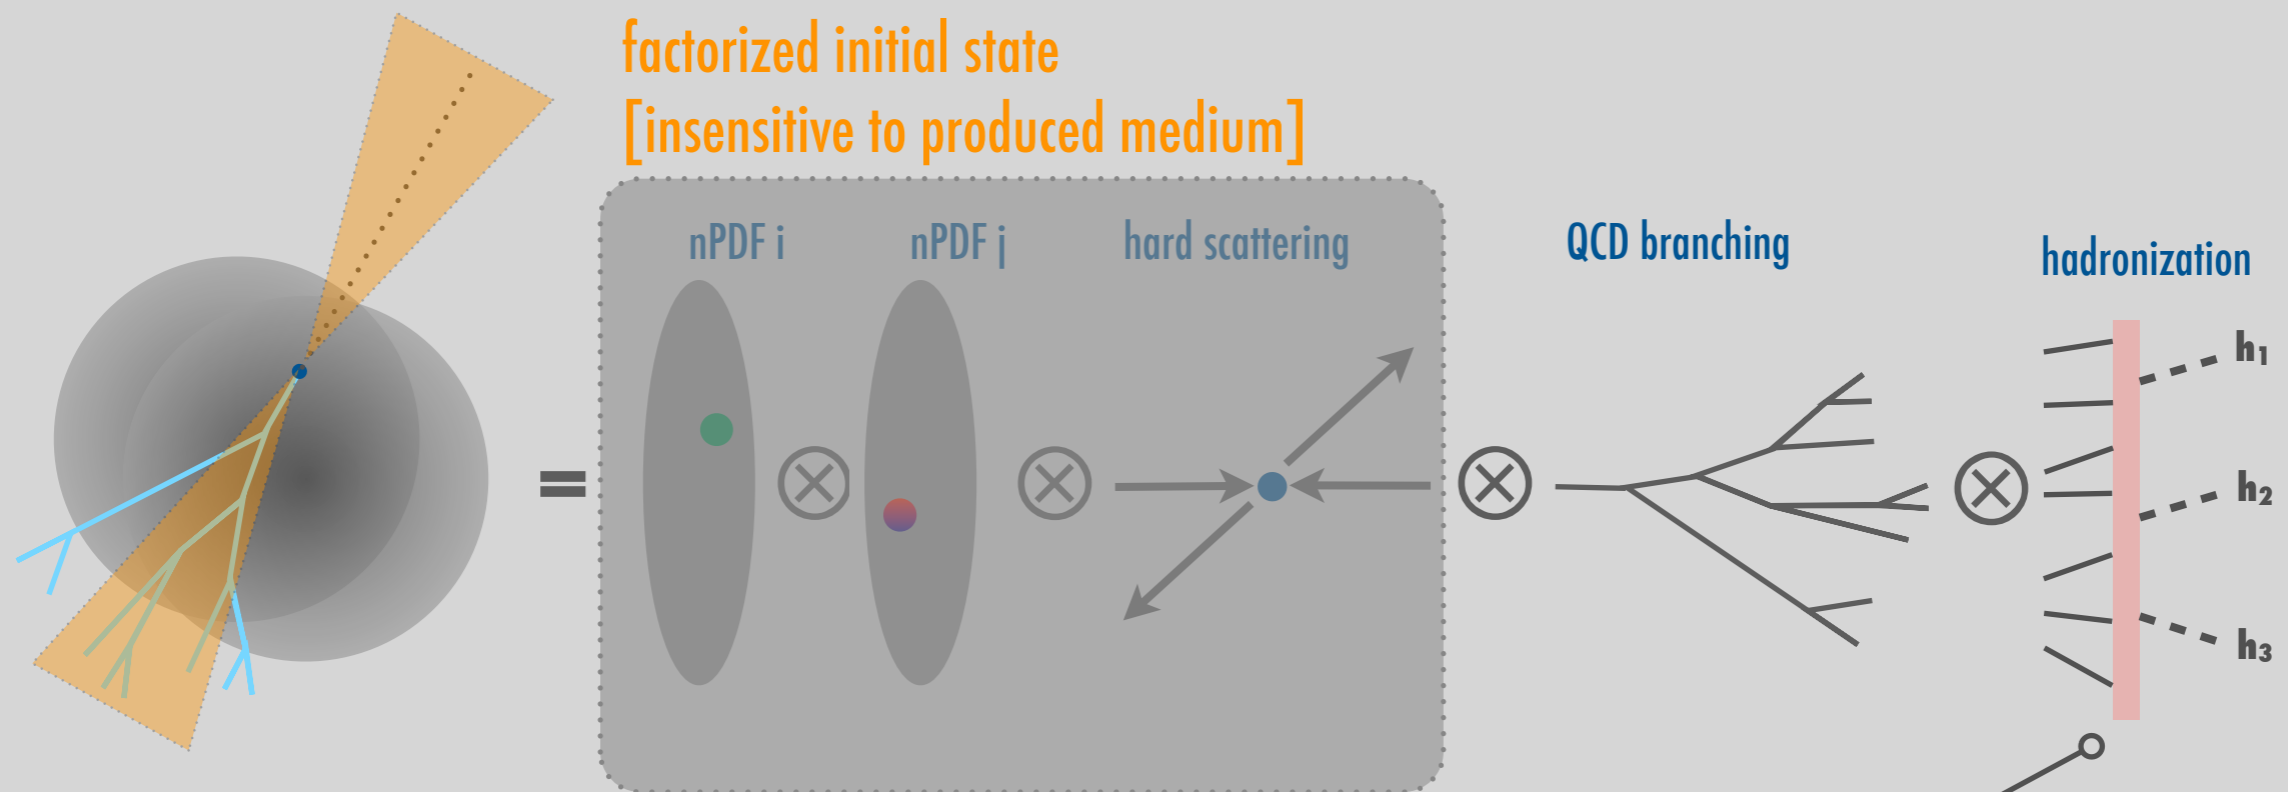 factorized initial state
[insensitive to produced medium]
nPDF i
nPDF j
hard scattering
QCD branching
hadronization
=
h₁
h₂
h₃